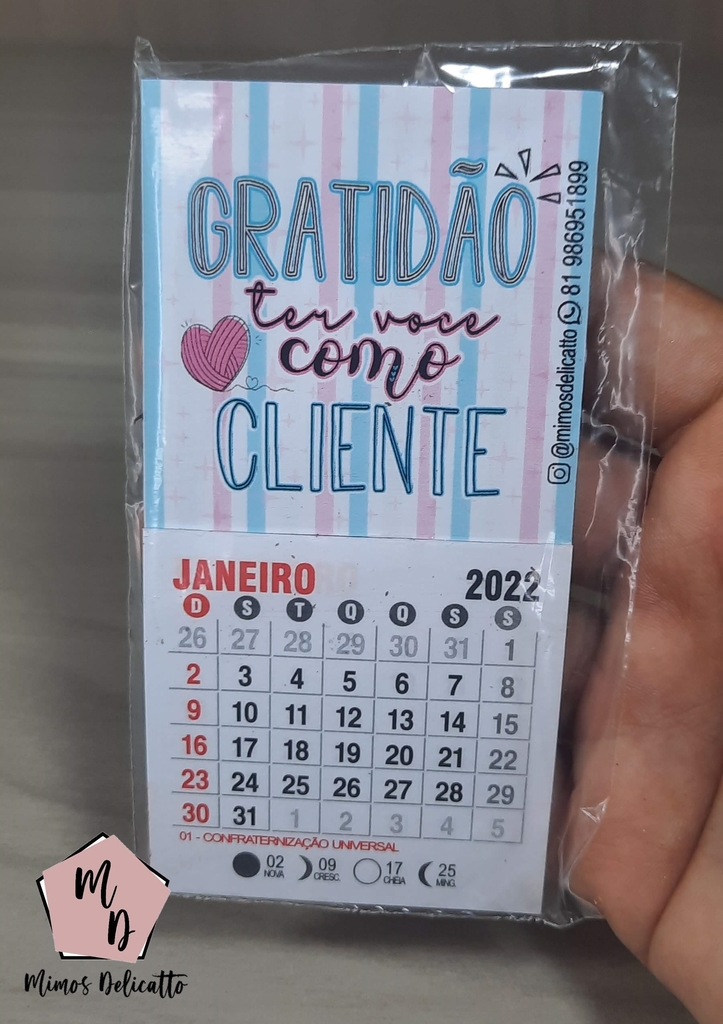 GRATIDÃO
ter voce
como
CLIENTE
@mimosdelicatto 81 986951899
JANEIRO 2022
D S T Q Q S S
26 27 28 29 30 31 1
2 3 4 5 6 7 8
9 10 11 12 13 14 15
16 17 18 19 20 21 22
23 24 25 26 27 28 29
30 31 1 2 3 4 5
01 - CONFRATERNIZAÇÃO UNIVERSAL
02 NOVA 09 CRESC. 17 CHEIA 25 MING.
M
D
Mimos Delicatto